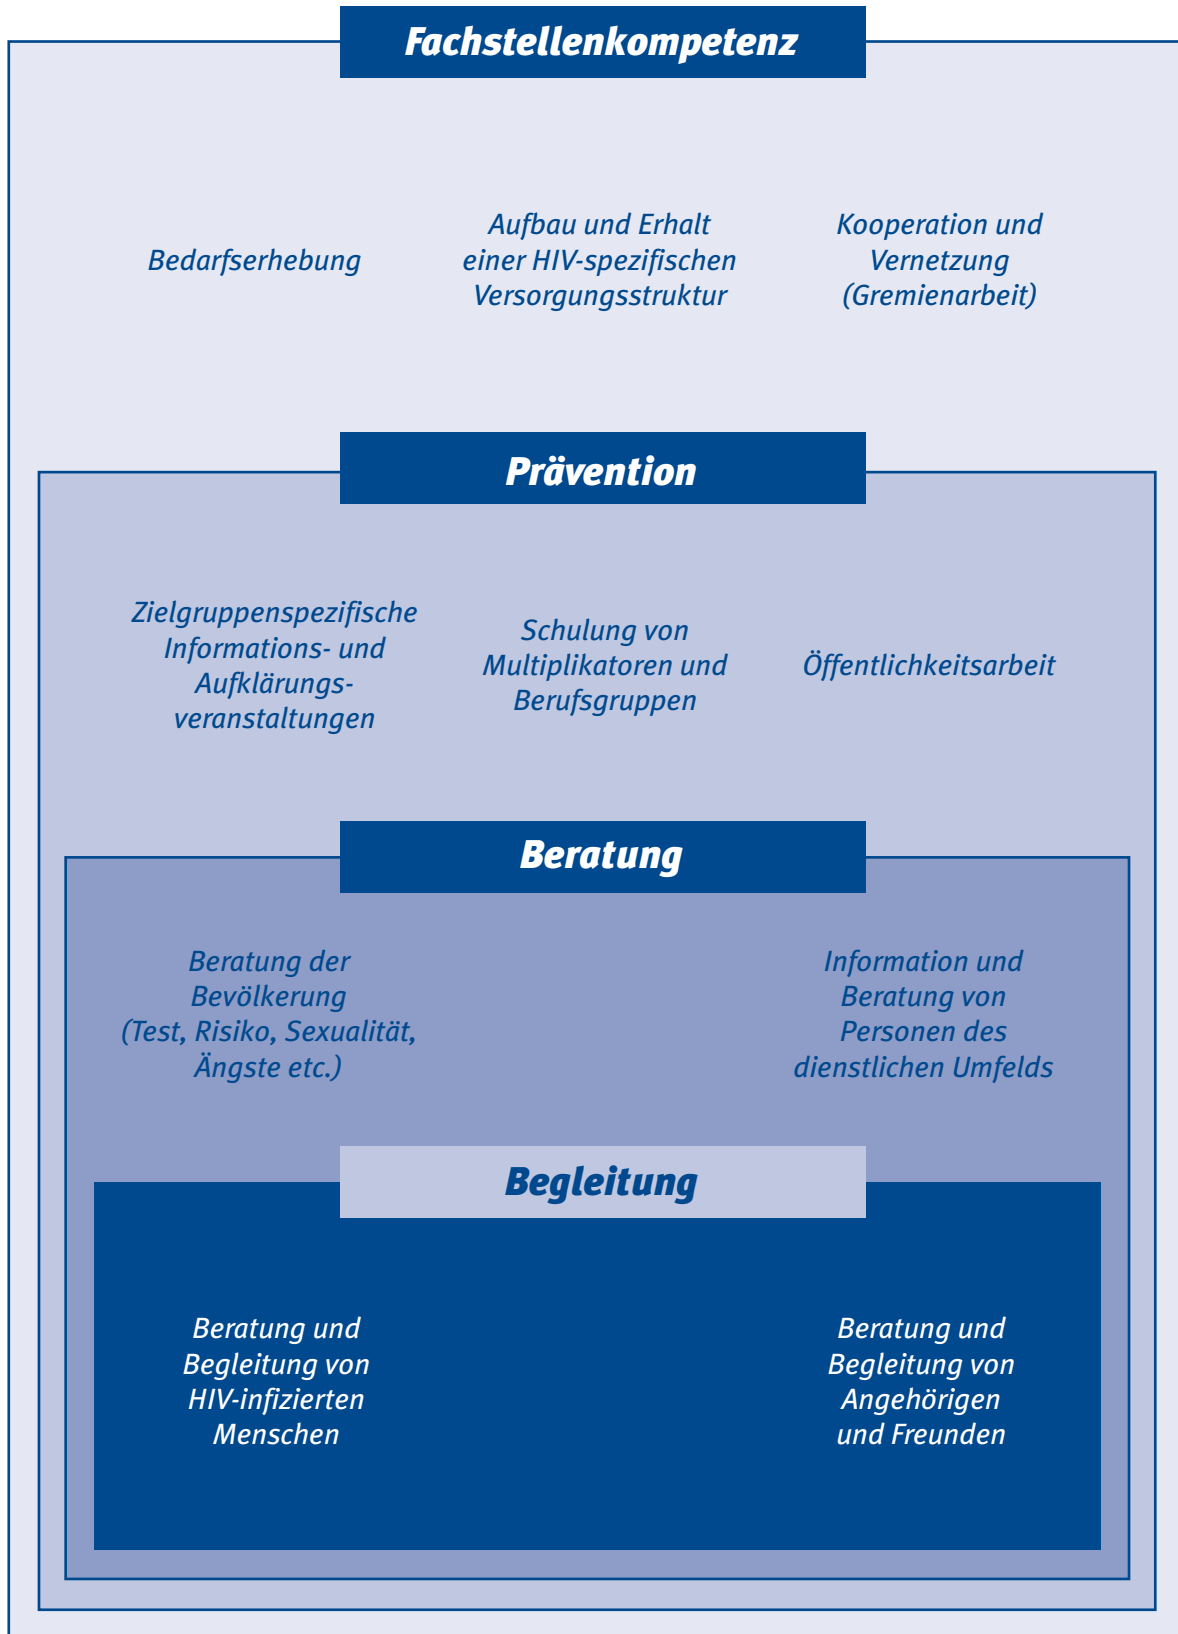 Fachstellenkompetenz
Bedarfserhebung
Aufbau und Erhalt
einer HIV-spezifischen
Versorgungsstruktur
Kooperation und
Vernetzung
(Gremienarbeit)
Prävention
Zielgruppenspezifische
Informations- und
Aufklärungs-
veranstaltungen
Schulung von
Multiplikatoren und
Berufsgruppen
Öffentlichkeitsarbeit
Beratung
Beratung der
Bevölkerung
(Test, Risiko, Sexualität,
Ängste etc.)
Information und
Beratung von
Personen des
dienstlichen Umfelds
Begleitung
Beratung und
Begleitung von
HIV-infizierten
Menschen
Beratung und
Begleitung von
Angehörigen
und Freunden